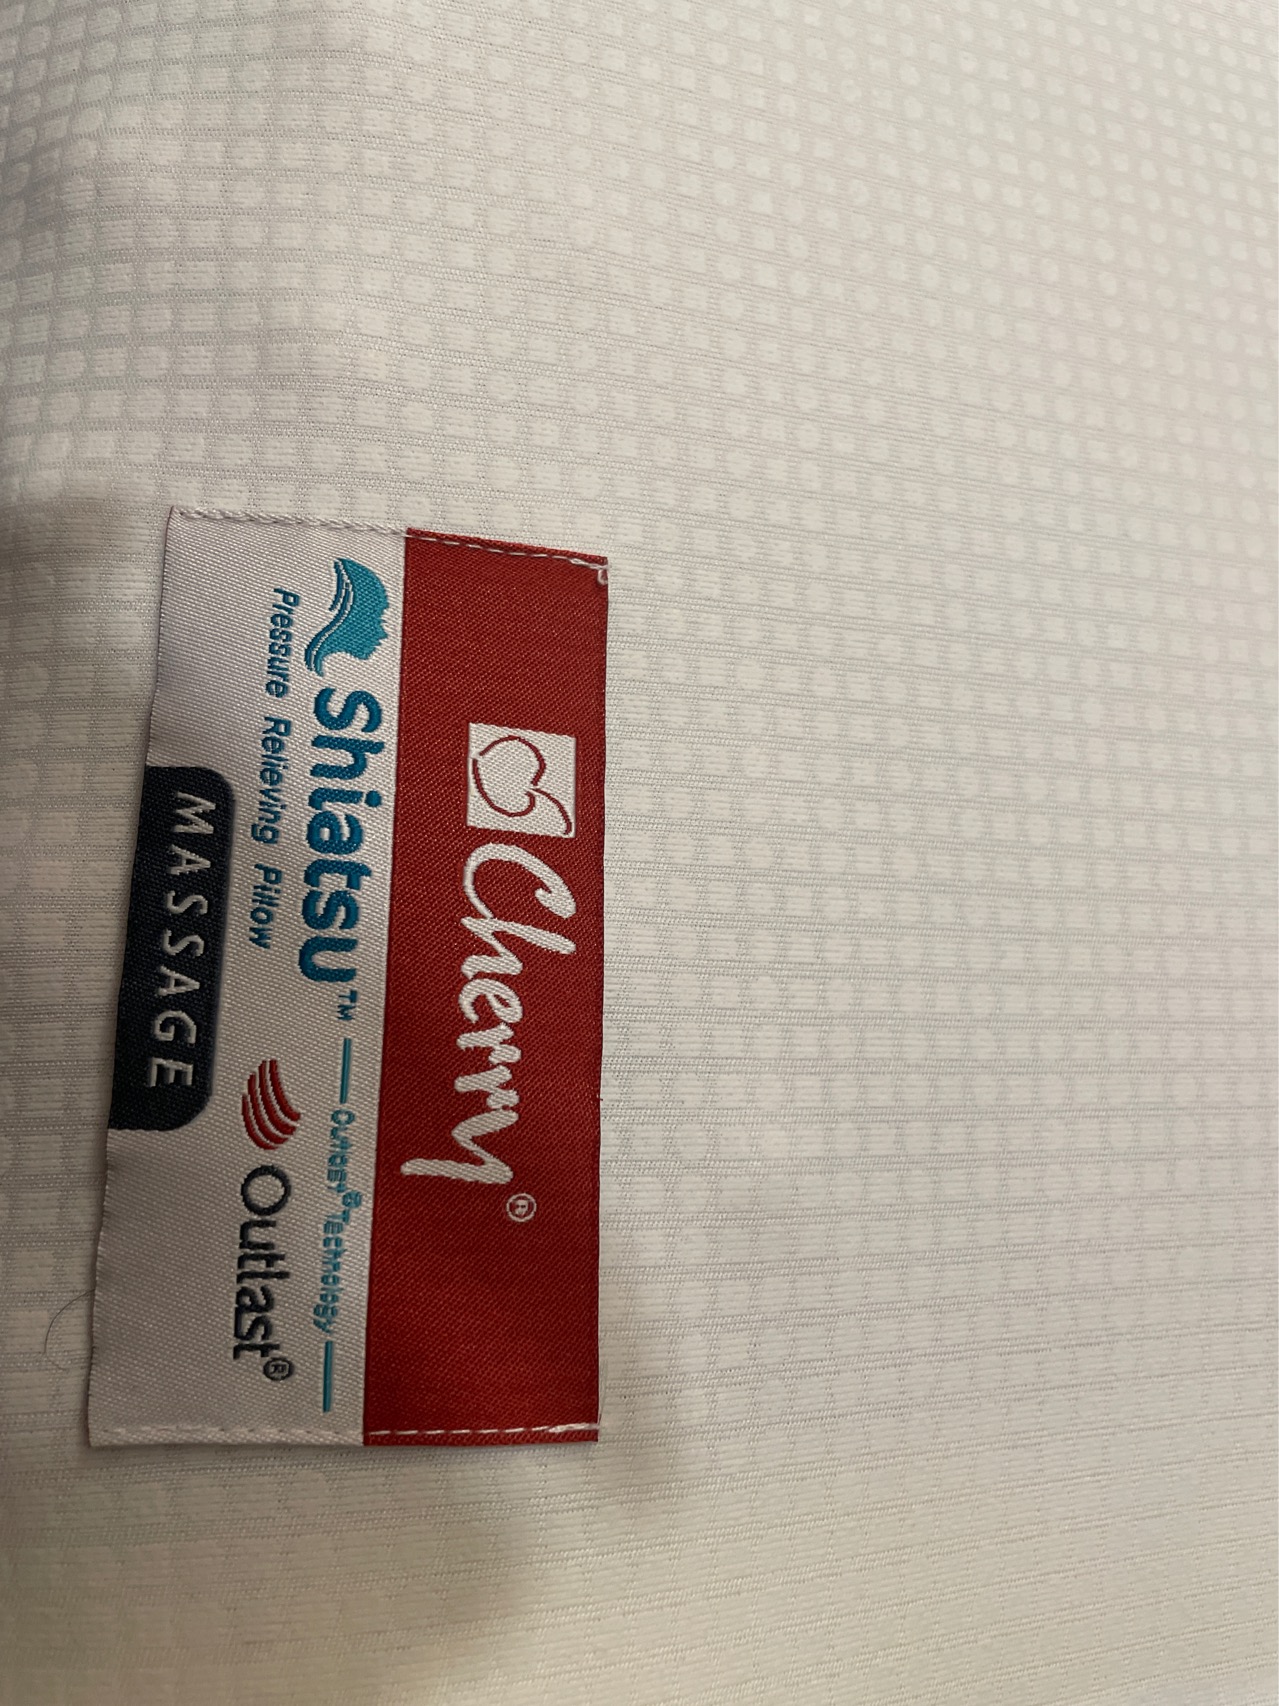 Cherry®
Shiatsu™
Pressure Relieving Pillow
Outlast® Technology
Outlast®
MASSAGE